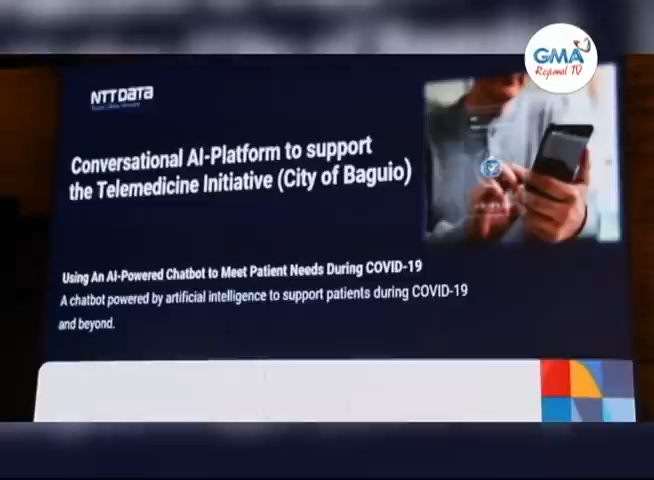 GMA
Regional TV
NTT DATA
Conversational AI-Platform to support
the Telemedicine Initiative (City of Baguio)
Using An AI-Powered Chatbot to Meet Patient Needs During COVID-19
A chatbot powered by artificial intelligence to support patients during COVID-19
and beyond.